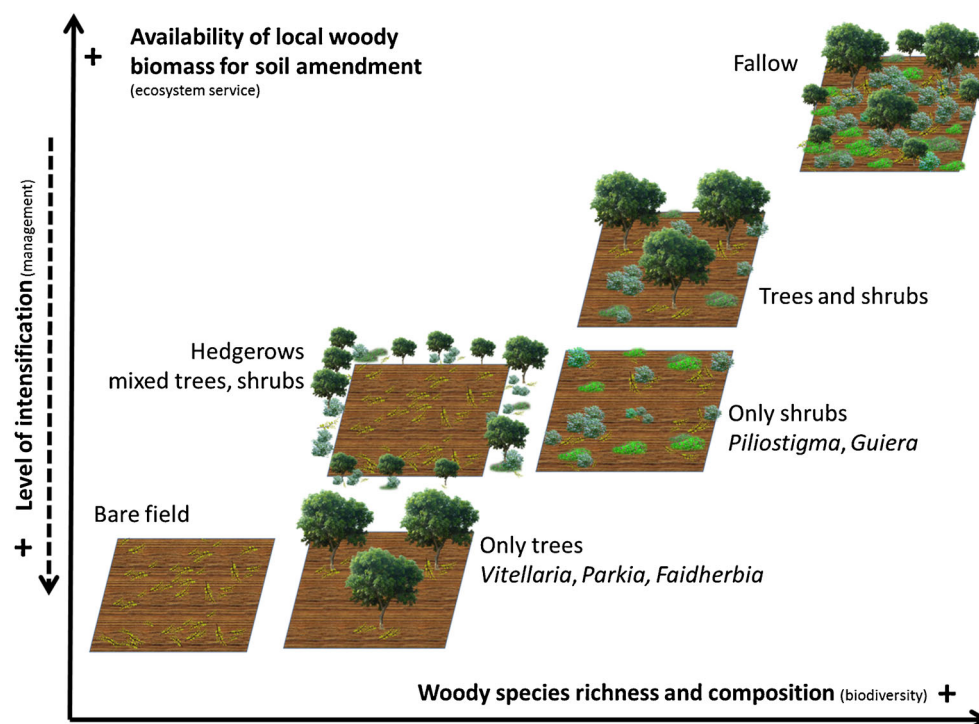 + Availability of local woody
biomass for soil amendment
(ecosystem service)
Fallow
Trees and shrubs
Hedgerows
mixed trees, shrubs
Only shrubs
Piliostigma, Guiera
Bare field
Only trees
Vitellaria, Parkia, Faidherbia
+ Level of intensification (management)
Woody species richness and composition (biodiversity) +